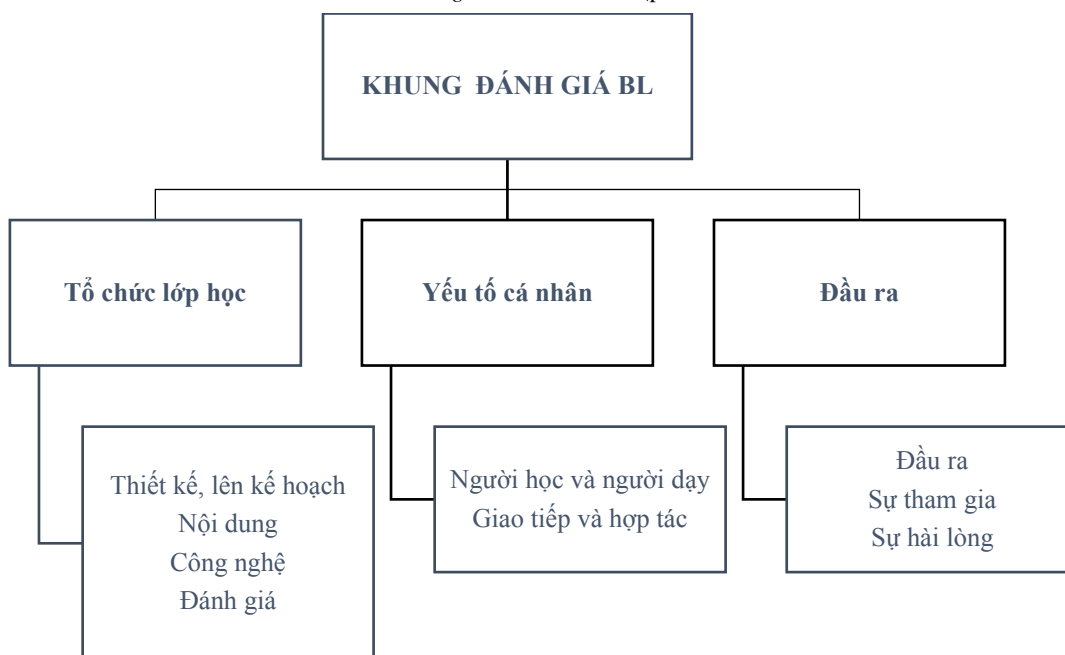 KHUNG ĐÁNH GIÁ BL
Tổ chức lớp học
Yếu tố cá nhân
Đầu ra
Thiết kế, lên kế hoạch
Nội dung
Công nghệ
Đánh giá
Người học và người dạy
Giao tiếp và hợp tác
Đầu ra
Sự tham gia
Sự hài lòng